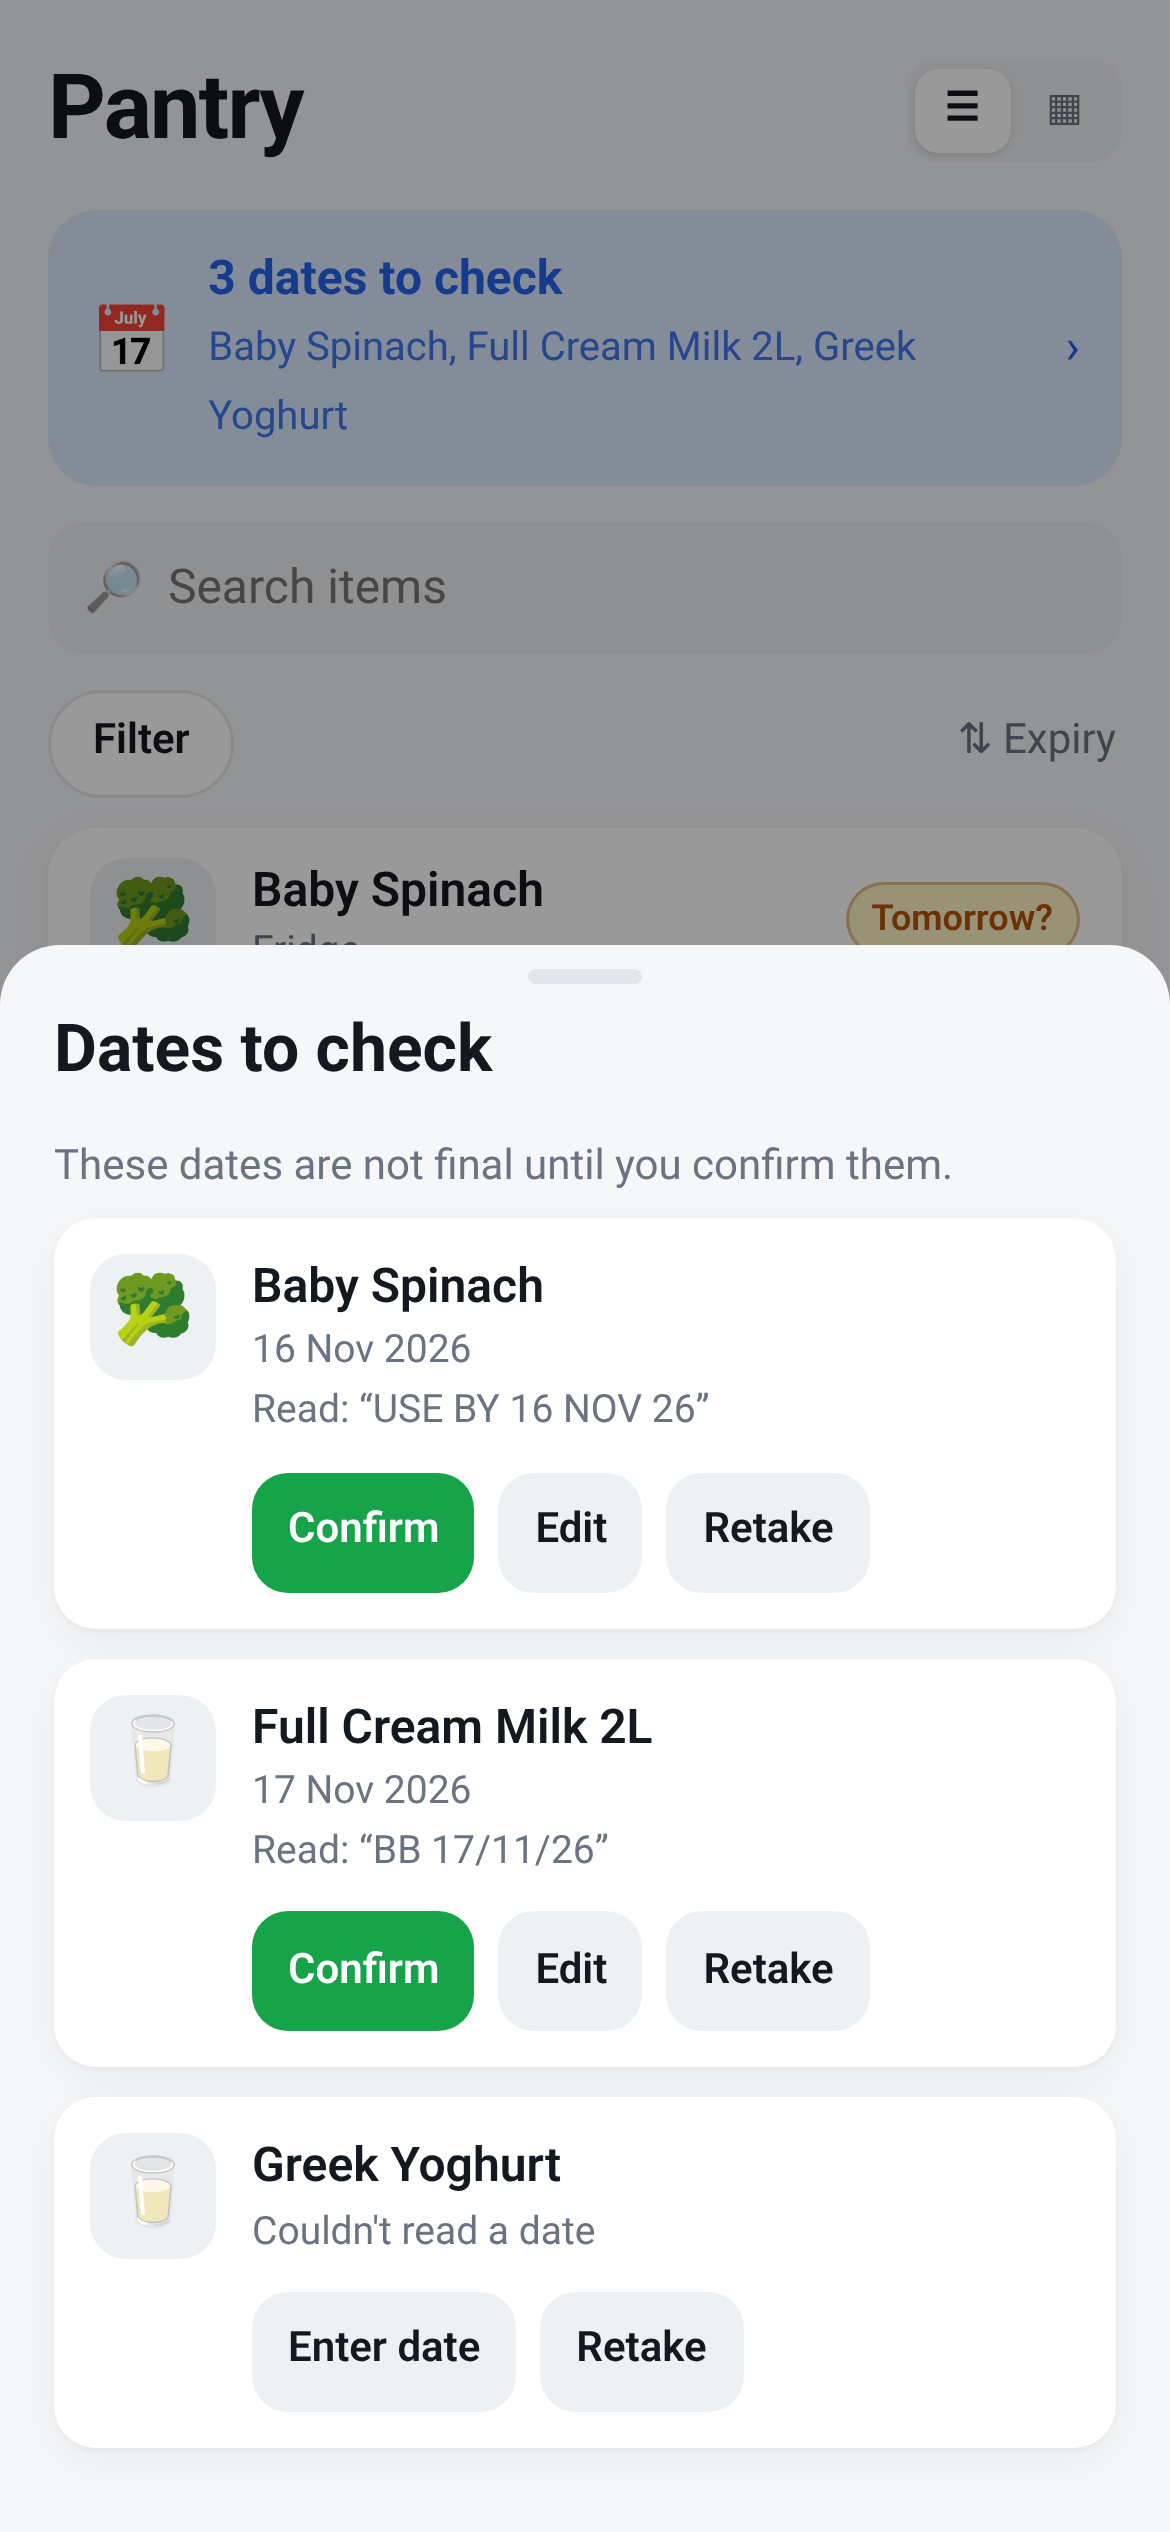 Pantry
3 dates to check
July
17
Baby Spinach, Full Cream Milk 2L, Greek
Yoghurt
Search items
Filter
Expiry
Baby Spinach
Tomorrow?
Fridge
Dates to check
These dates are not final until you confirm them.
Baby Spinach
16 Nov 2026
Read: “USE BY 16 NOV 26”
Confirm
Edit
Retake
Full Cream Milk 2L
17 Nov 2026
Read: “BB 17/11/26”
Confirm
Edit
Retake
Greek Yoghurt
Couldn't read a date
Enter date
Retake